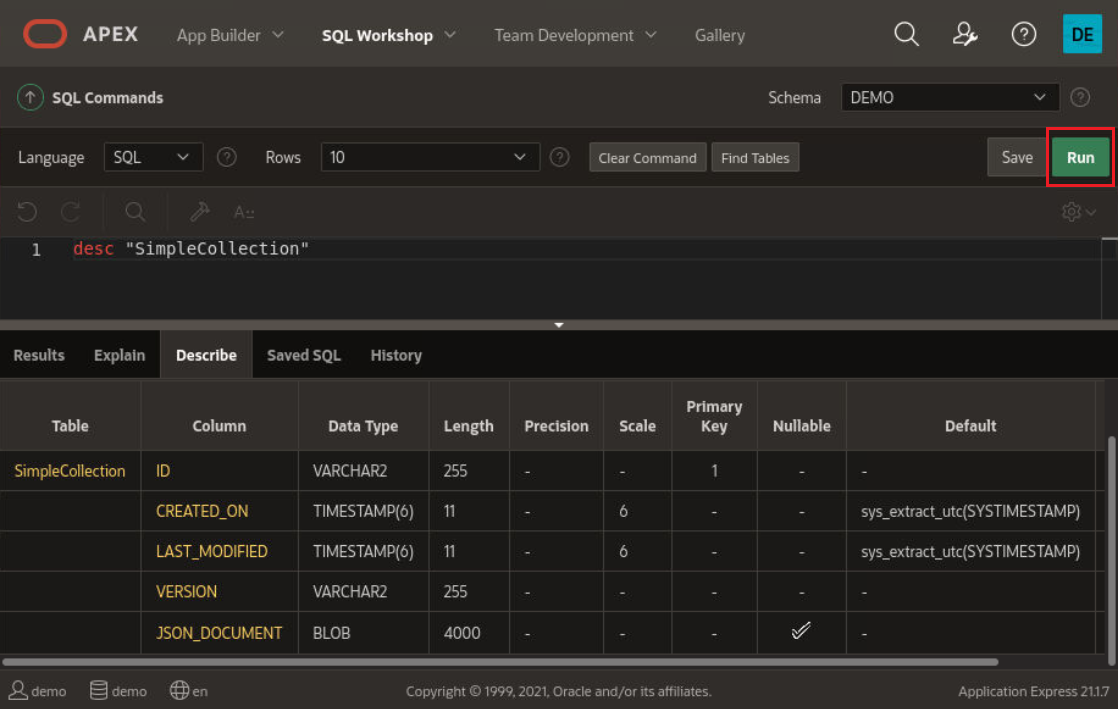 APEX App Builder SQL Workshop Team Development Gallery DE
SQL Commands Schema DEMO
Language SQL Rows 10 Clear Command Find Tables Save Run
A::
1 desc "SimpleCollection"
Results Explain Describe Saved SQL History
Table Column Data Type Length Precision Scale Primary Key Nullable Default
SimpleCollection ID VARCHAR2 255 - - 1 - -
CREATED_ON TIMESTAMP(6) 11 - 6 - - sys_extract_utc(SYSTIMESTAMP)
LAST_MODIFIED TIMESTAMP(6) 11 - 6 - - sys_extract_utc(SYSTIMESTAMP)
VERSION VARCHAR2 255 - - - - -
JSON_DOCUMENT BLOB 4000 - - - -
demo demo en Copyright © 1999, 2021, Oracle and/or its affiliates. Application Express 21.1.7